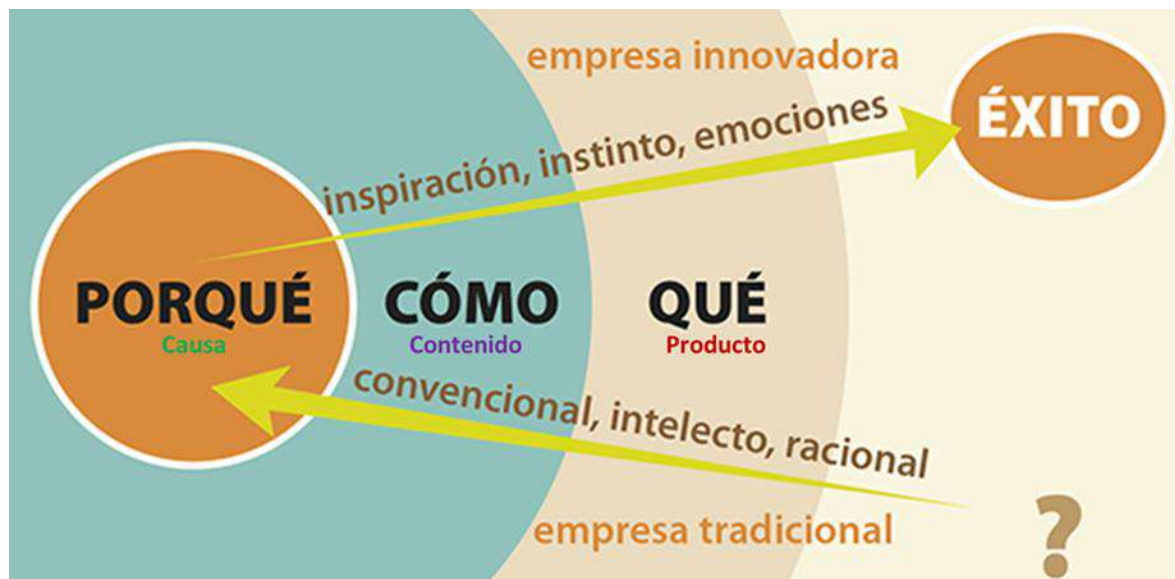 empresa innovadora
ÉXITO
inspiración, instinto, emociones
PORQUÉ
Causa
CÓMO
Contenido
QUÉ
Producto
convencional, intelecto, racional
empresa tradicional
?